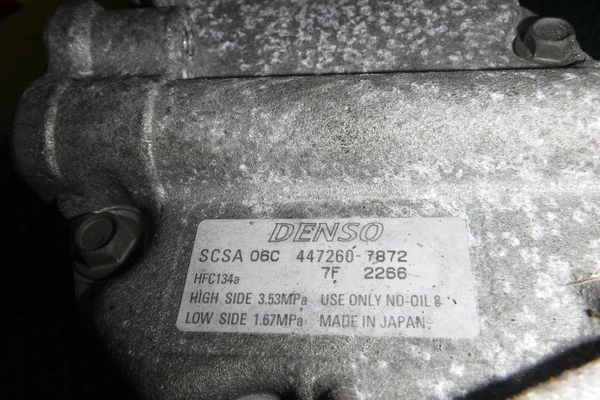 DENSO
SCSA 06C 447260-7872
HFC134a 7F 2266
HIGH SIDE 3.53MPa USE ONLY ND-OIL 8
LOW SIDE 1.67MPa MADE IN JAPAN